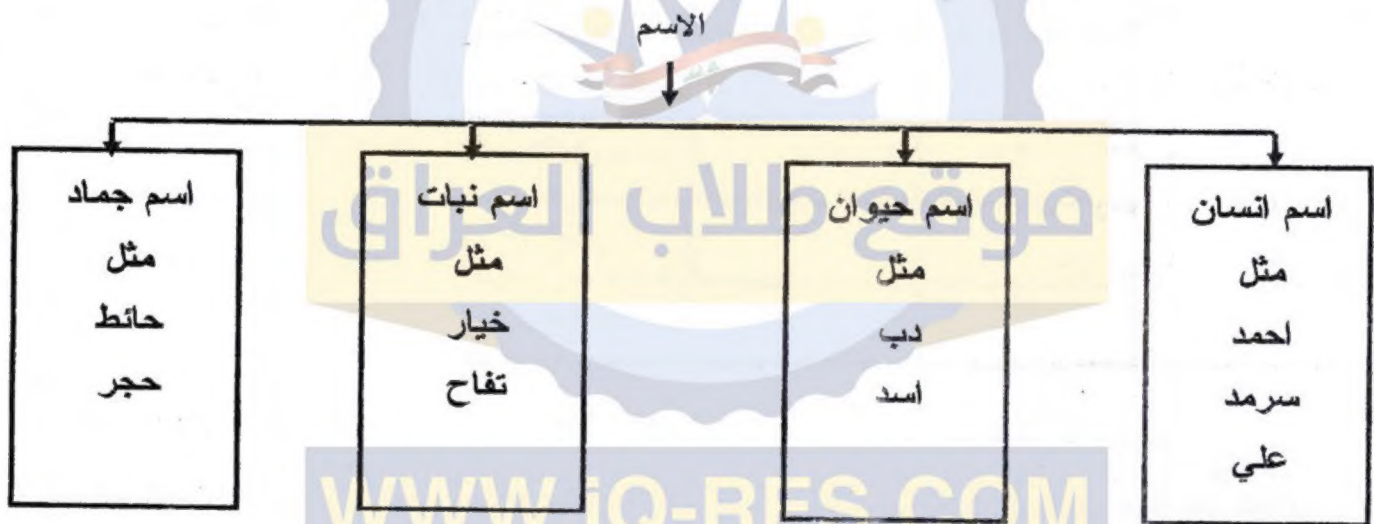 الاسم
اسم انسان
مثل
احمد
سرمد
علي
اسم حيوان
مثل
دب
اسد
اسم نبات
مثل
خيار
تفاح
اسم جماد
مثل
حائط
حجر
موقع طلاب العراق
WWW.iQ-RES.COM